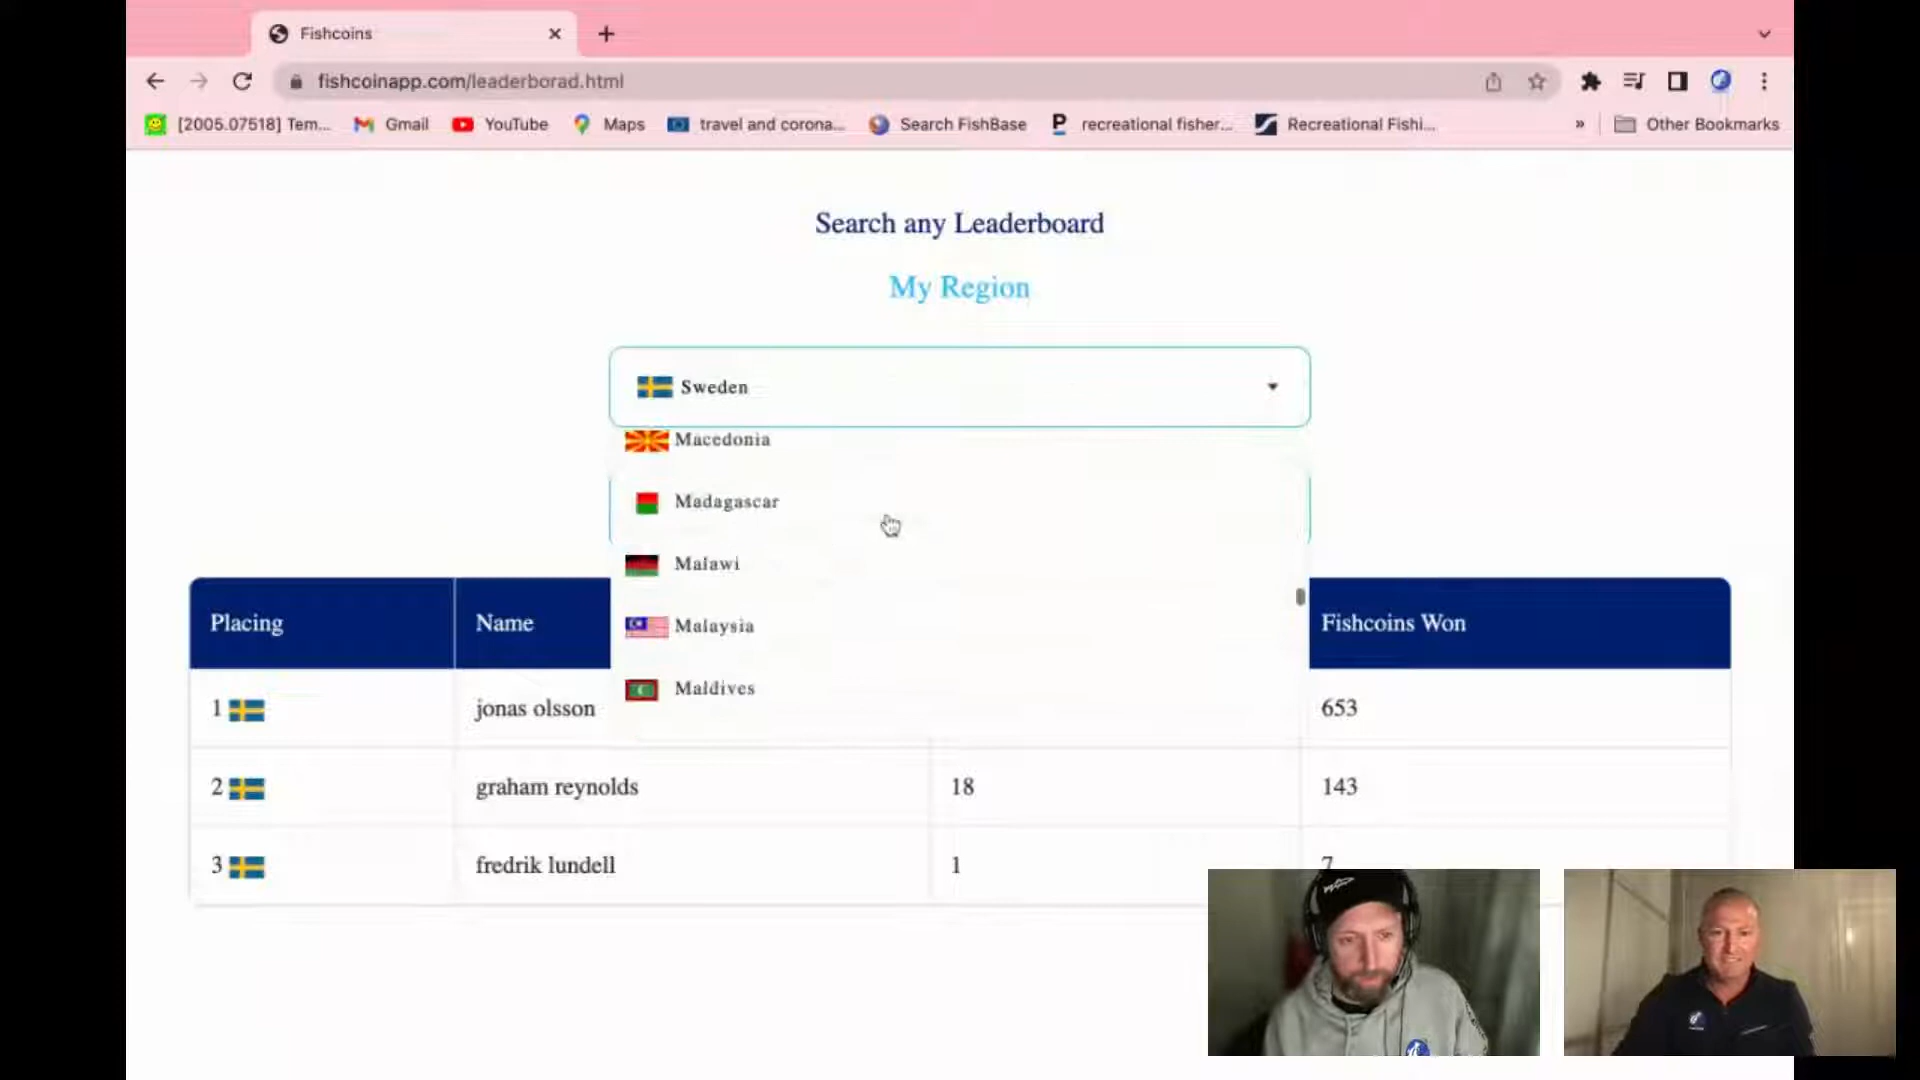 Fishcoins
fishcoinapp.com/leaderborad.html
[2005.07518] Tem... Gmail YouTube Maps travel and corona... Search FishBase recreational fisher... Recreational Fishi... » Other Bookmarks
Search any Leaderboard
My Region
Sweden
Macedonia
Madagascar
Malawi
Malaysia
Maldives
Placing Name Fishcoins Won
1 jonas olsson 653
2 graham reynolds 18 143
3 fredrik lundell 1 7